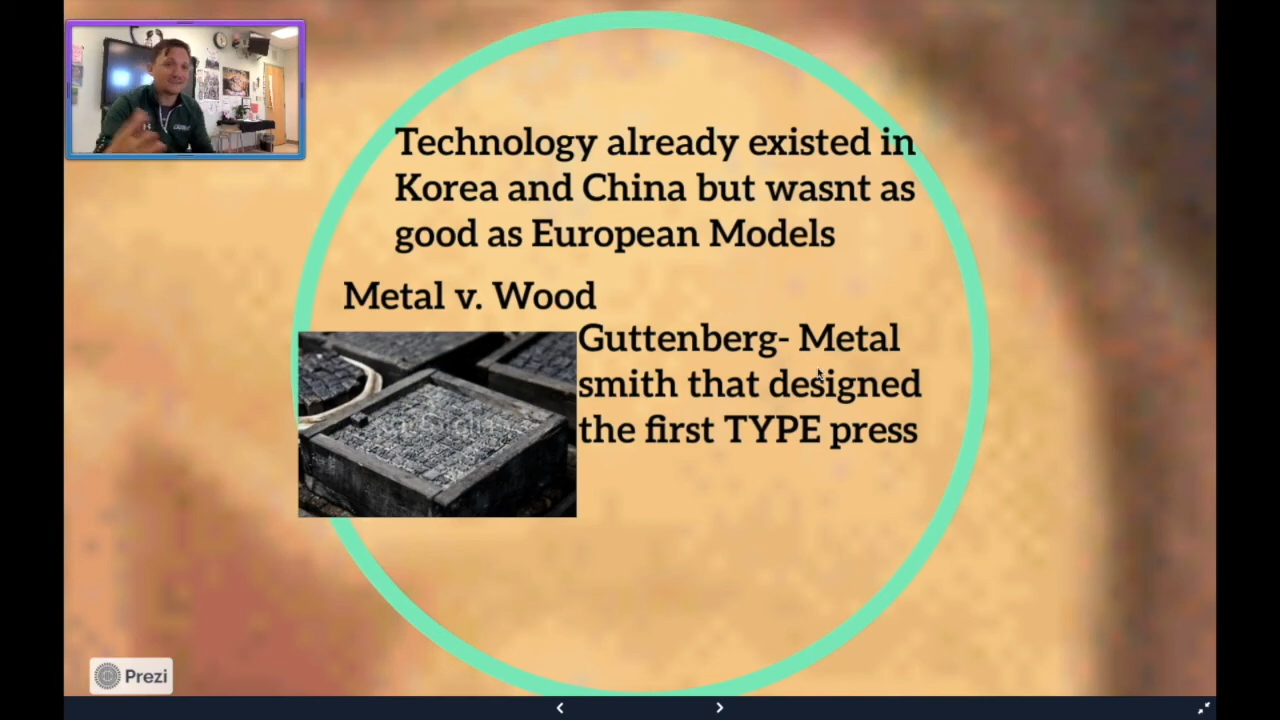 Technology already existed in
Korea and China but wasnt as
good as European Models
Metal v. Wood
Guttenberg- Metal
smith that designed
the first TYPE press
Prezi